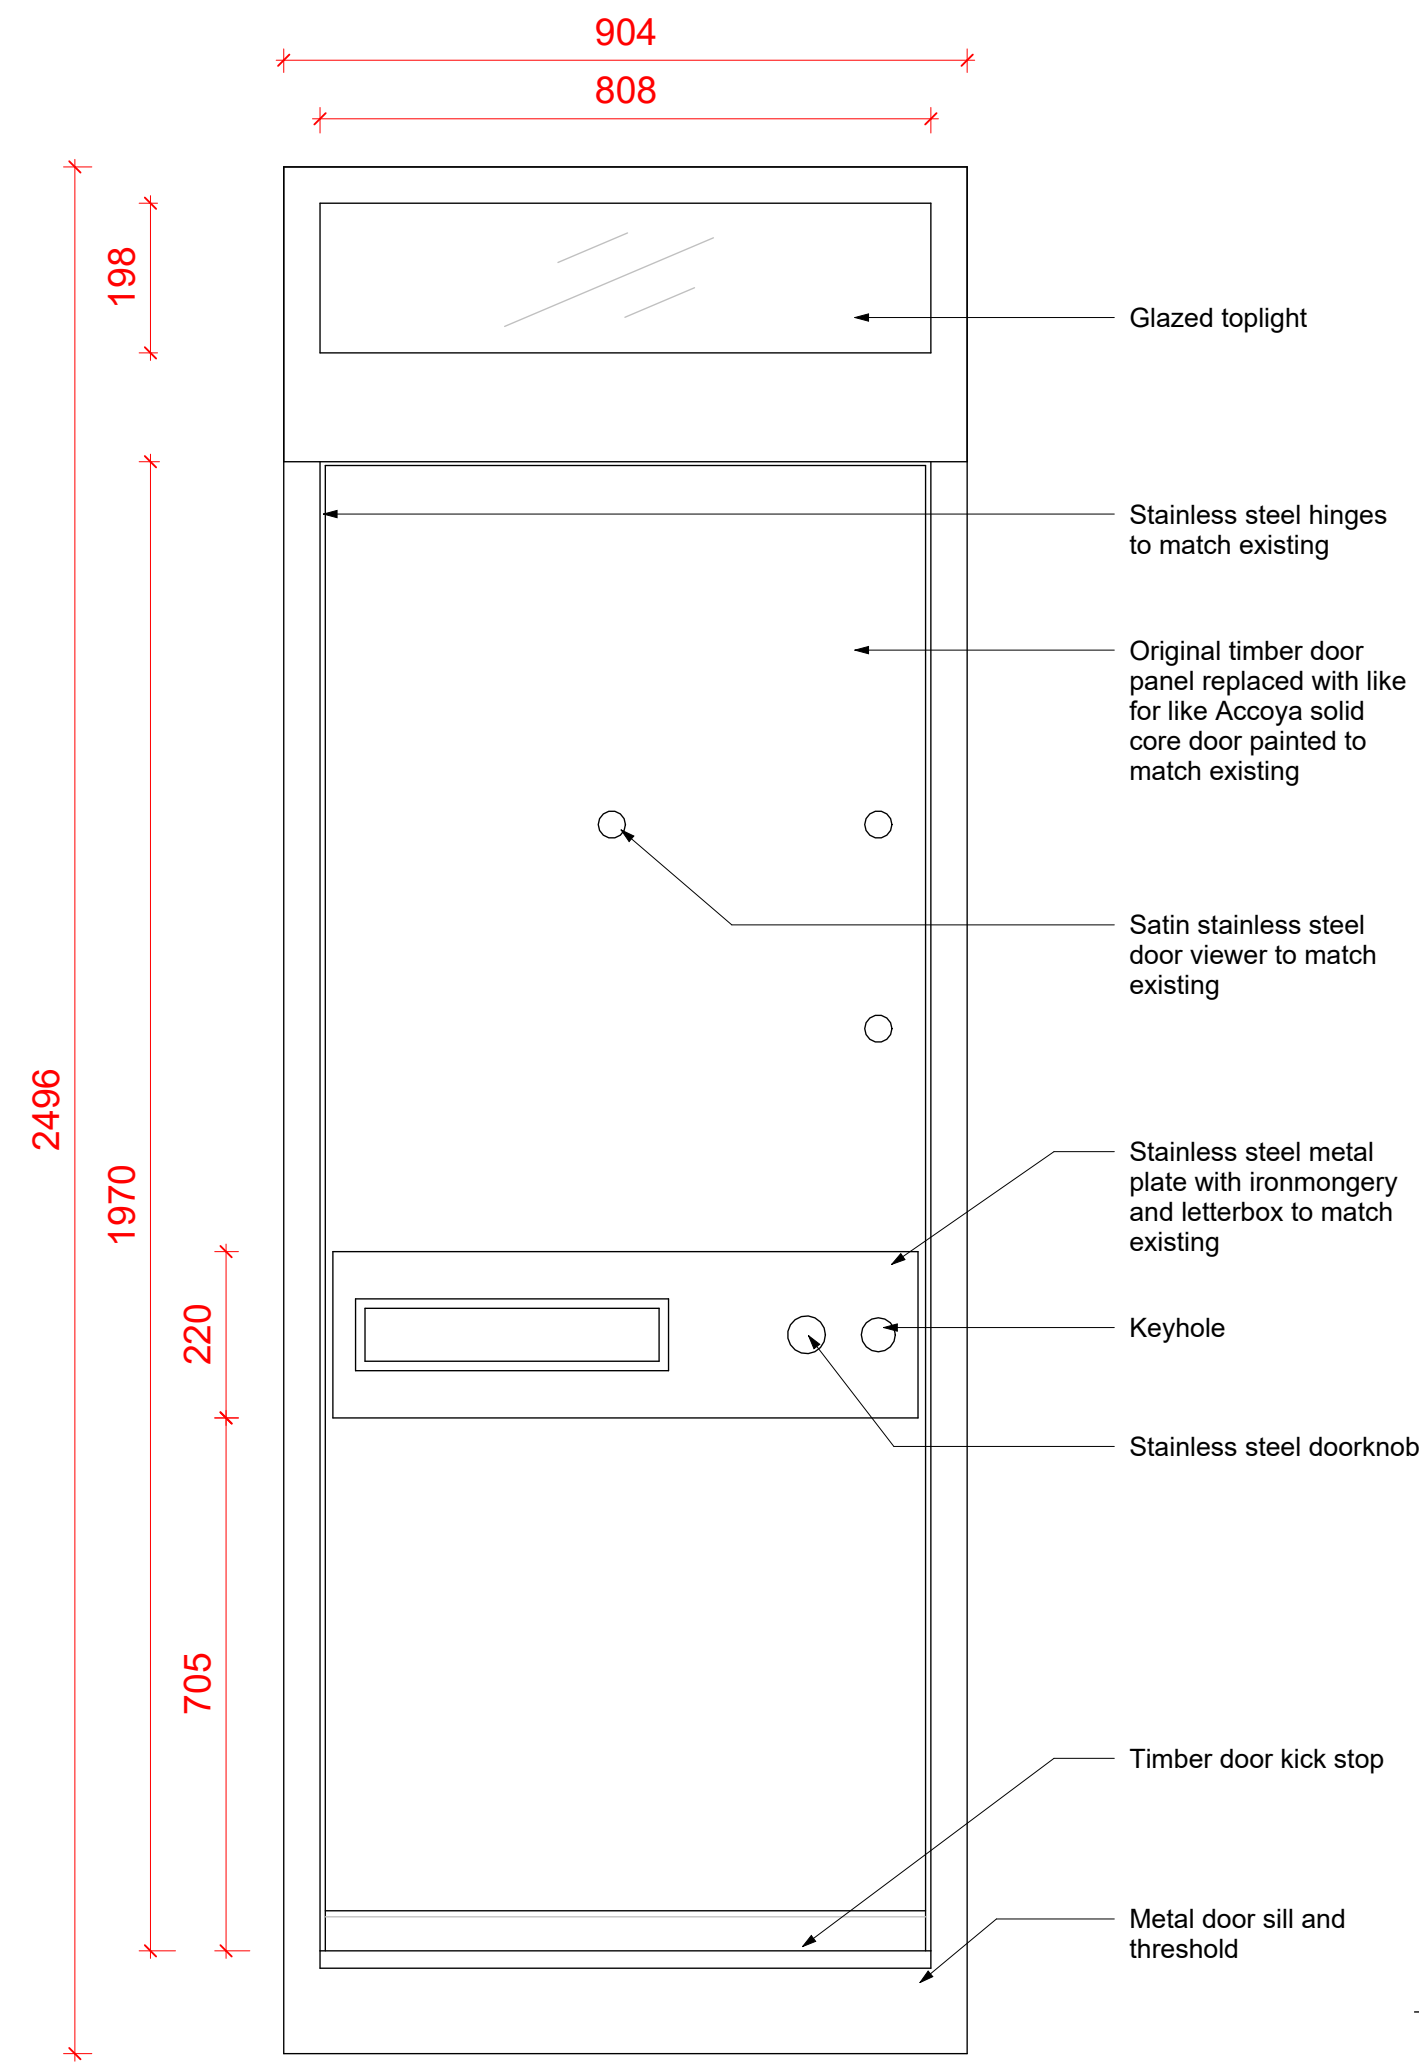 904
808
198
Glazed toplight
Stainless steel hinges
to match existing
Original timber door
panel replaced with like
for like Accoya solid
core door painted to
match existing
Satin stainless steel
door viewer to match
existing
2496
1970
Stainless steel metal
plate with ironmongery
and letterbox to match
existing
220
Keyhole
Stainless steel doorknob
705
Timber door kick stop
Metal door sill and
threshold